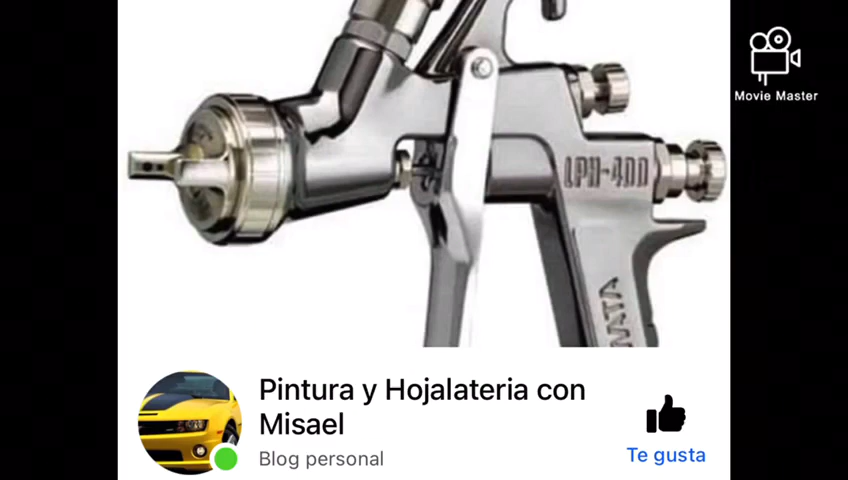 Movie Master
LPH-400
Pintura y Hojalateria con
Misael
Blog personal
Te gusta